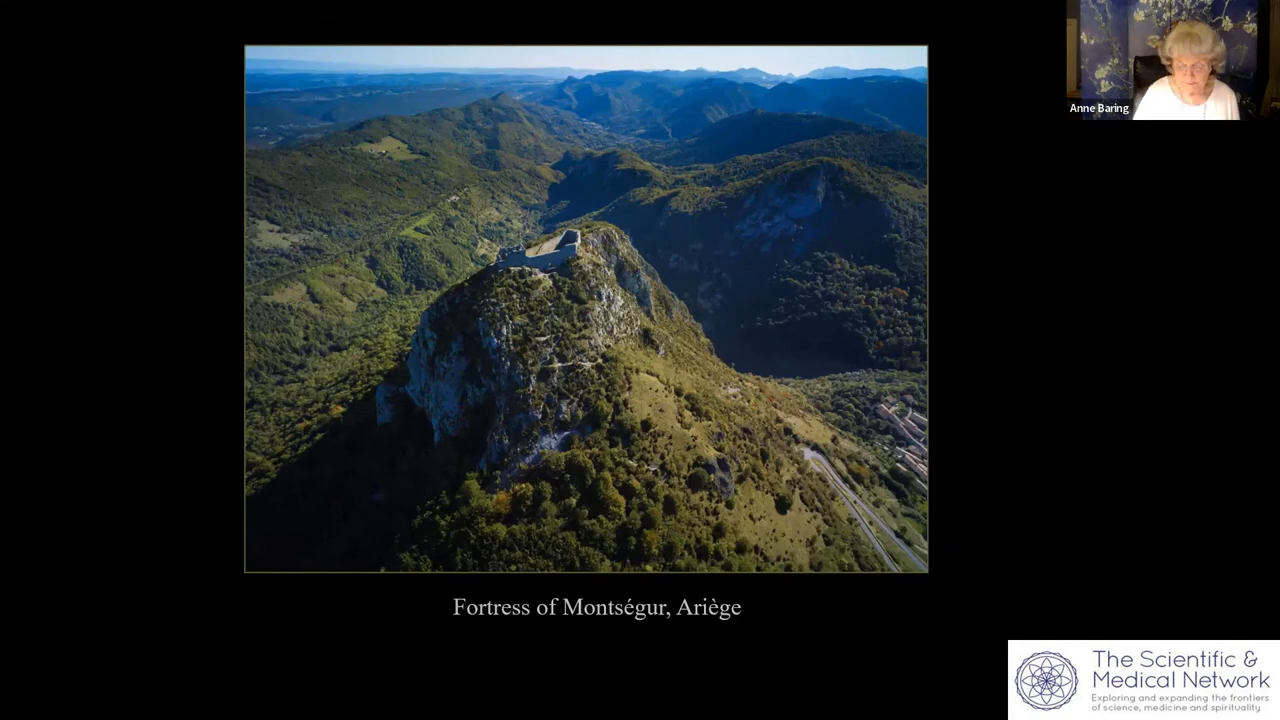 Anne Baring
Fortress of Montségur, Ariège
The Scientific &
Medical Network
Exploring and expanding the frontiers
of science, medicine and spirituality